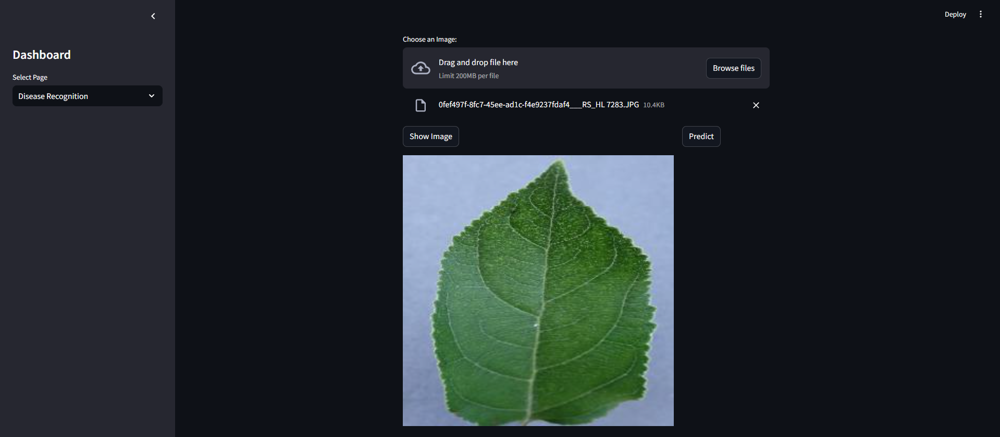 Deploy
Dashboard
Select Page
Disease Recognition
Choose an Image:
Drag and drop file here
Limit 200MB per file
Browse files
0fef497f-8fc7-45ee-ad1c-f4e9237fdaf4___RS_HL 7283.JPG 10.4KB
Show Image
Predict